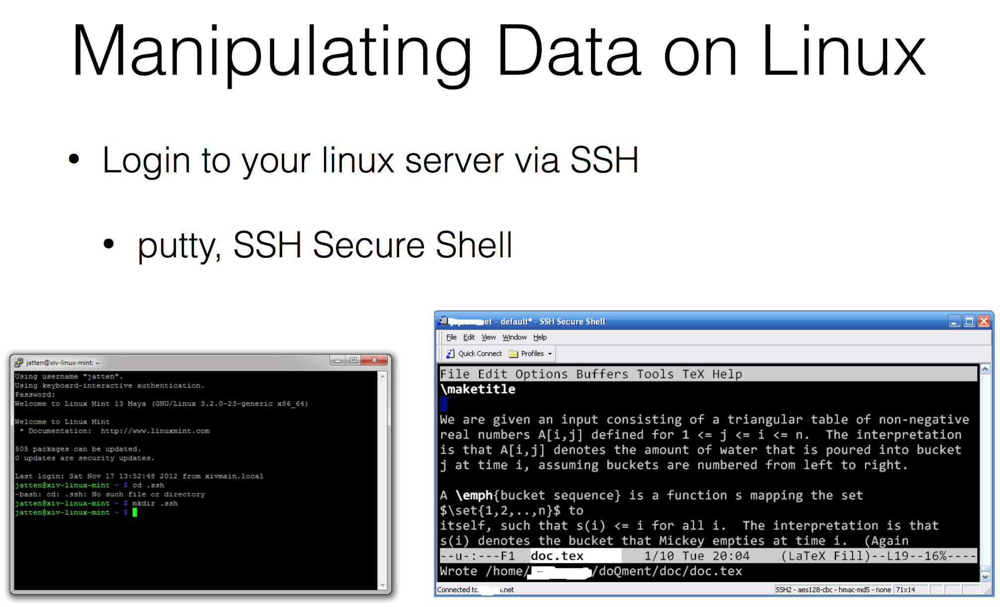 Manipulating Data on Linux
• Login to your linux server via SSH
• putty, SSH Secure Shell
jatten@xiv-linux-mint: ~
Using username "jatten".
Using keyboard-interactive authentication.
Password:
Welcome to Linux Mint 13 Maya (GNU/Linux 3.2.0-23-generic x86_64)
Welcome to Linux Mint
* Documentation:  http://www.linuxmint.com
505 packages can be updated.
0 updates are security updates.
Last login: Sat Nov 17 13:52:48 2012 from xivmain.local
jatten@xiv-linux-mint ~ $ cd .ssh
-bash: cd: .ssh: No such file or directory
jatten@xiv-linux-mint ~ $ mkdir .ssh
jatten@xiv-linux-mint ~ $
et - default* - SSH Secure Shell
File Edit View Window Help
Quick Connect Profiles
File Edit Options Buffers Tools TeX Help
\maketitle
We are given an input consisting of a triangular table of non-negative
real numbers A[i,j] defined for 1 <= j <= i <= n.  The interpretation
is that A[i,j] denotes the amount of water that is poured into bucket
j at time i, assuming buckets are numbered from left to right.
A \emph{bucket sequence} is a function s mapping the set
$\set{1,2,..,n}$ to
itself, such that s(i) <= i for all i.  The interpretation is that
s(i) denotes the bucket that Mickey empties at time i.  (Again
--u-:---F1  doc.tex        1/10 Tue 20:04    (LaTeX Fill)--L19--16%----
Wrote /home/ /doQment/doc/doc.tex
Connected tc .net SSH2 - aes128-cbc - hmac-md5 - none 71x14